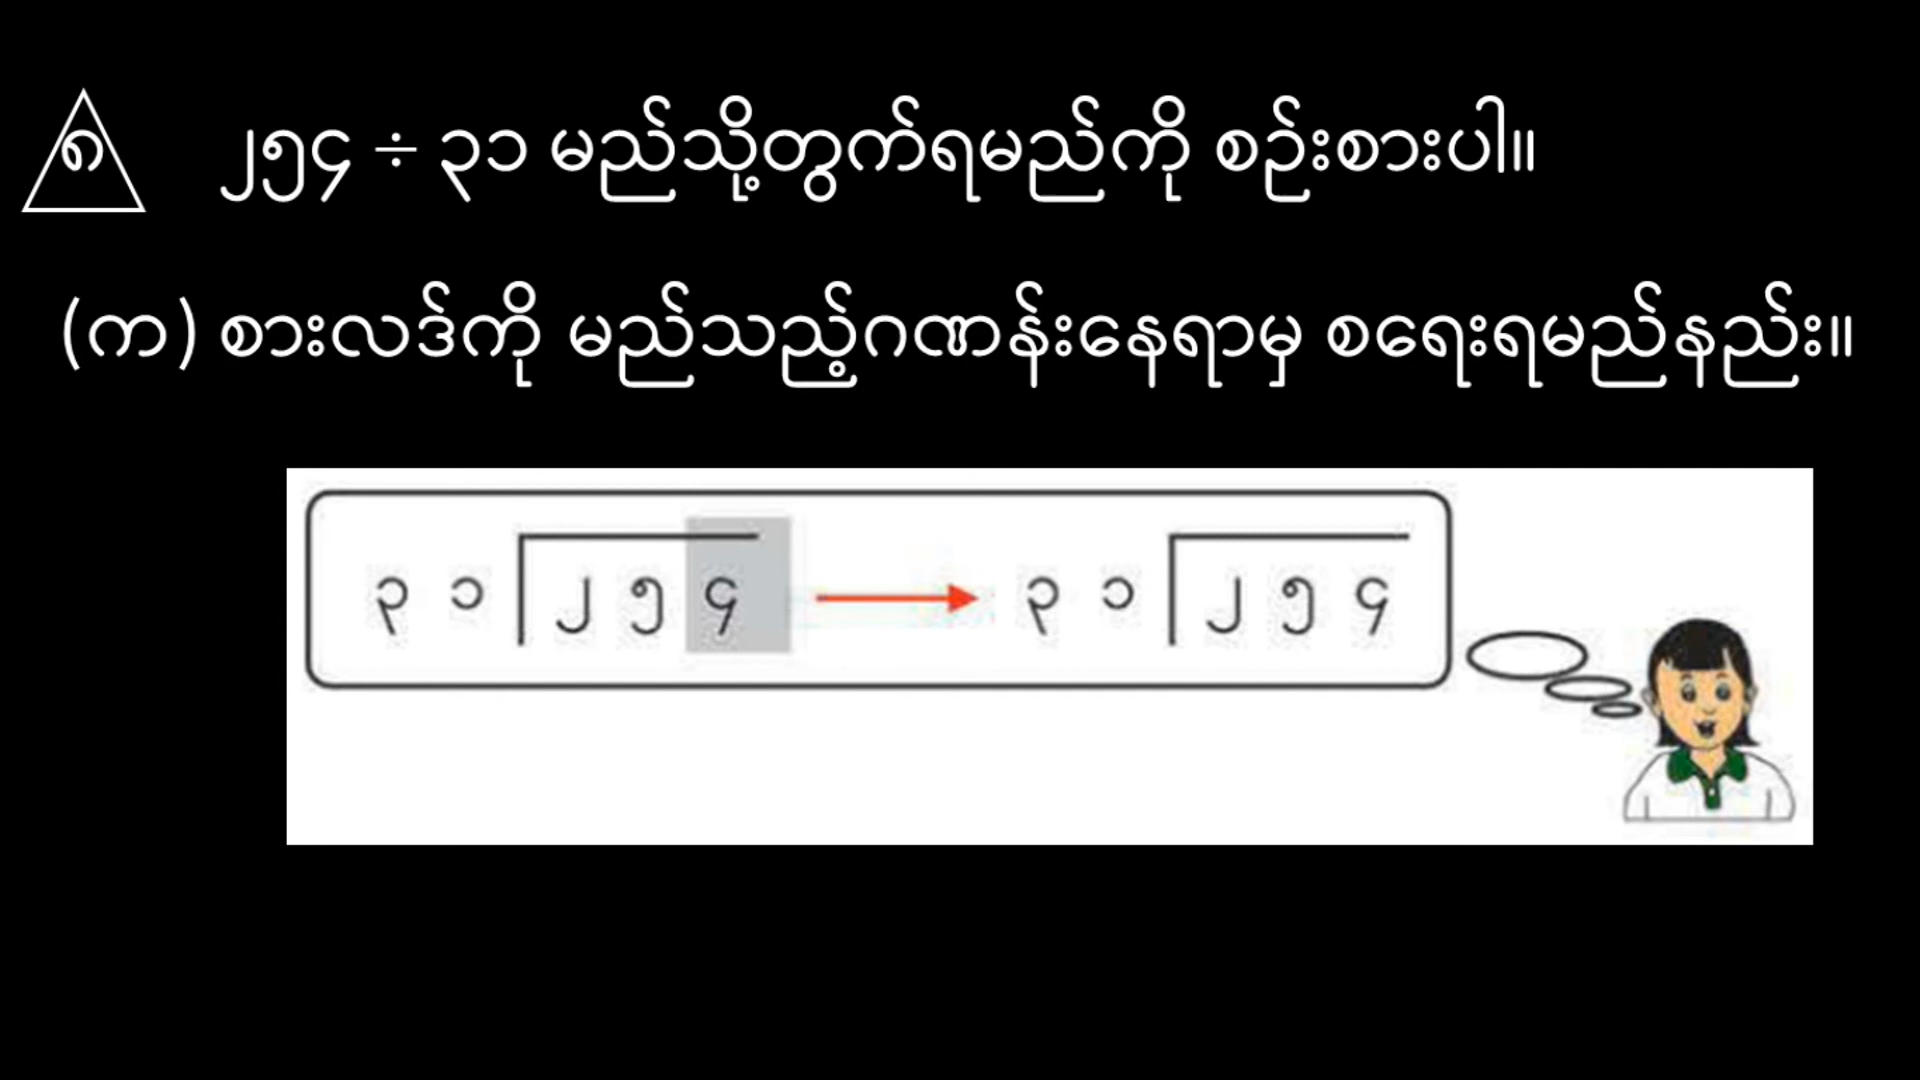 ၈ ၂၅၄ ÷ ၃၁ မည်သို့တွက်ရမည်ကို စဉ်းစားပါ။
(က) စားလဒ်ကို မည်သည့်ဂဏန်းနေရာမှ စရေးရမည်နည်း။
၃ ၁ ၂ ၅ ၄ ၃ ၁ ၂ ၅ ၄